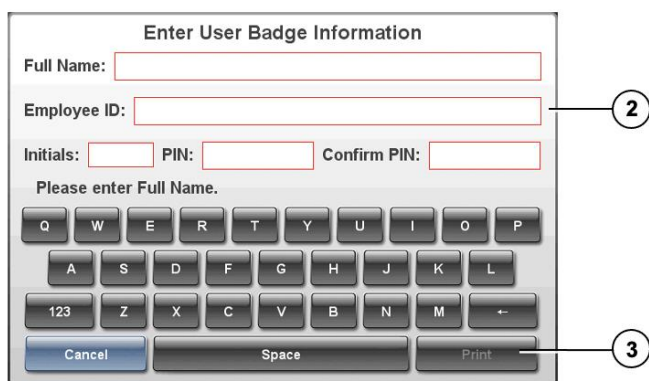 Enter User Badge Information
Full Name:
Employee ID:
2
Initials: PIN: Confirm PIN:
Please enter Full Name.
Q W E R T Y U I O P
A S D F G H J K L
123 Z X C V B N M ←
Cancel Space Print
3